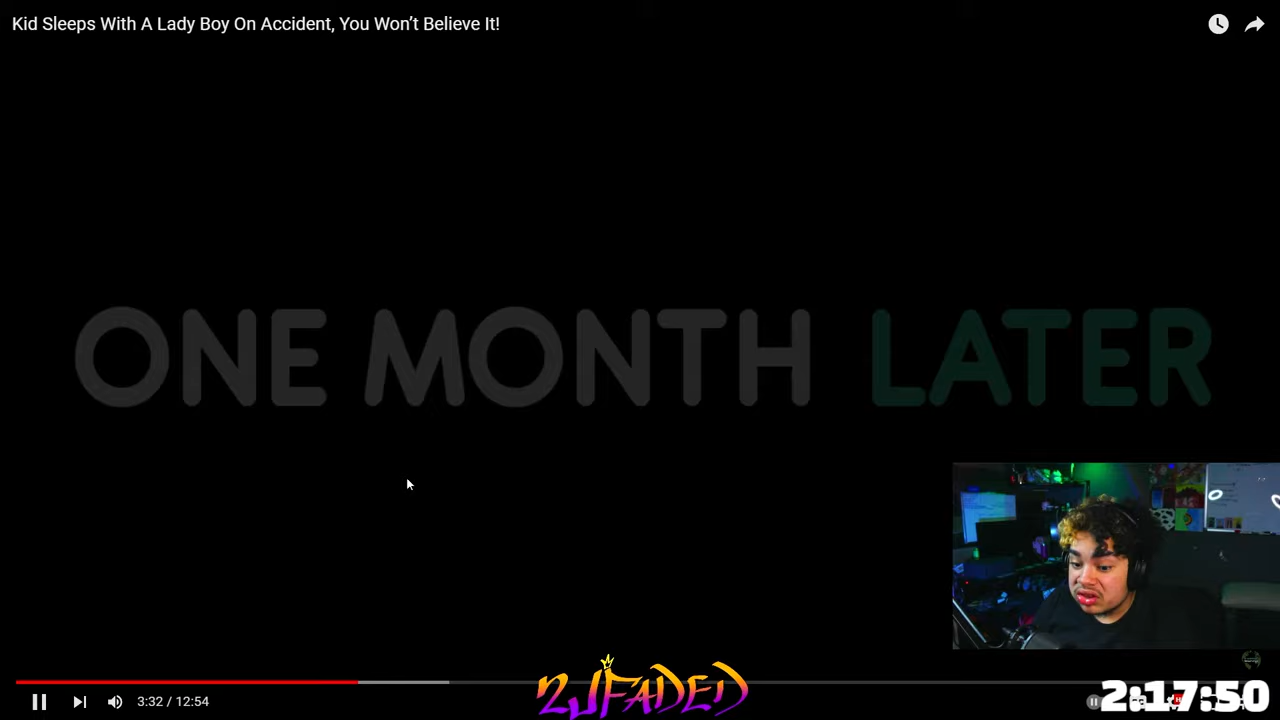 Kid Sleeps With A Lady Boy On Accident, You Won’t Believe It!
ONE MONTH LATER
3:32 / 12:54
2JFADED
2:17:50